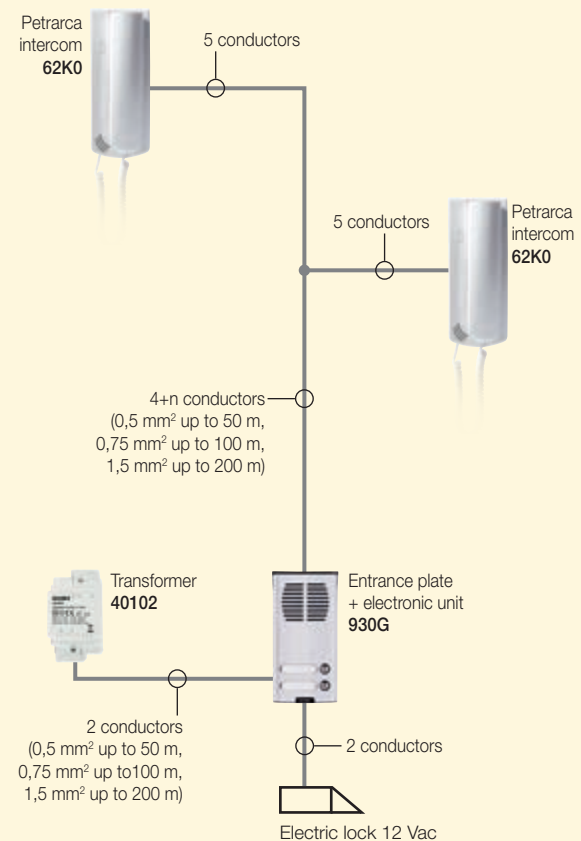 Petrarca
intercom
62K0
5 conductors
5 conductors
Petrarca
intercom
62K0
4+n conductors
(0,5 mm² up to 50 m,
0,75 mm² up to 100 m,
1,5 mm² up to 200 m)
Transformer
40102
Entrance plate
+ electronic unit
930G
2 conductors
(0,5 mm² up to 50 m,
0,75 mm² up to100 m,
1,5 mm² up to 200 m)
2 conductors
Electric lock 12 Vac